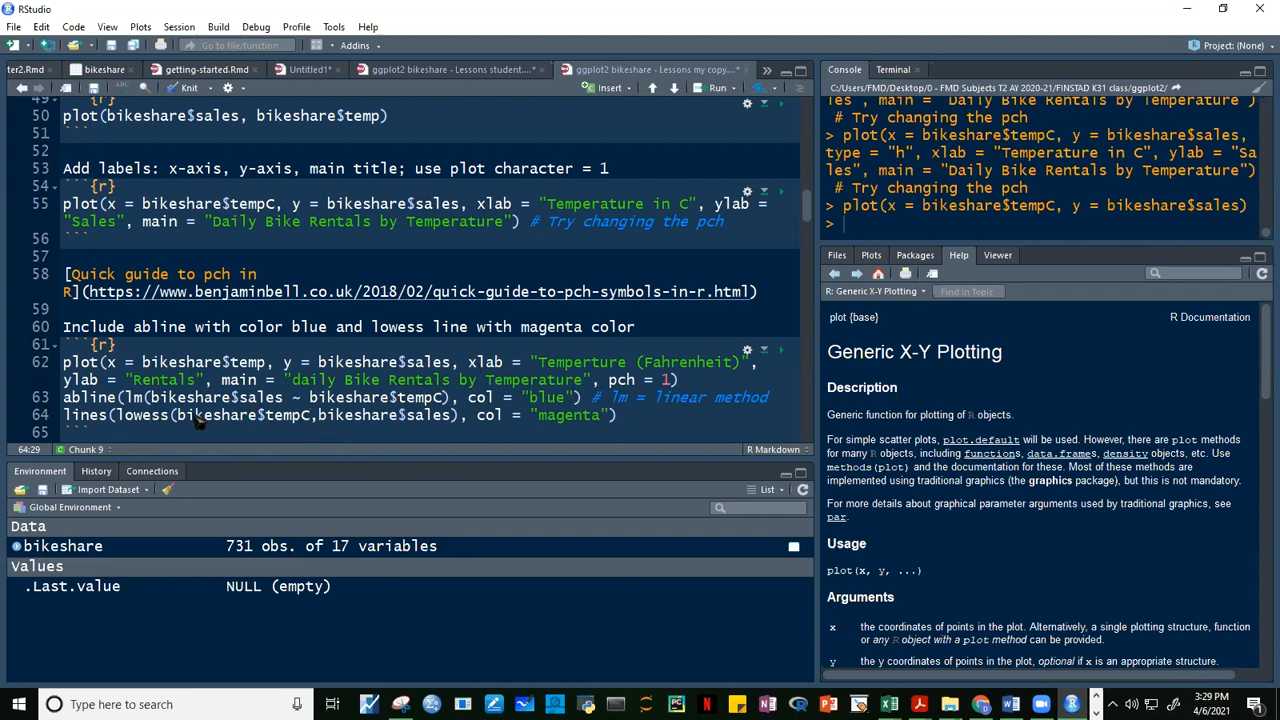 RStudio
File Edit Code View Plots Session Build Debug Profile Tools Help
Go to file/function Addins Project: (None)
ter2.Rmd bikeshare getting-started.Rmd Untitled1* ggplot2 bikeshare - Lessons student...* ggplot2 bikeshare - Lessons my copy....*
Knit Insert Run
49 ```{r}
50 plot(bikeshare$sales, bikeshare$temp)
51 ```
52
53 Add labels: x-axis, y-axis, main title; use plot character = 1
54 ```{r}
55 plot(x = bikeshare$tempC, y = bikeshare$sales, xlab = "Temperature in C", ylab =
"Sales", main = "Daily Bike Rentals by Temperature") # Try changing the pch
56 ```
57
58 [Quick guide to pch in
R](https://www.benjaminbell.co.uk/2018/02/quick-guide-to-pch-symbols-in-r.html)
59
60 Include abline with color blue and lowess line with magenta color
61 ```{r}
62 plot(x = bikeshare$temp, y = bikeshare$sales, xlab = "Temperture (Fahrenheit)",
ylab = "Rentals", main = "daily Bike Rentals by Temperature", pch = 1)
63 abline(lm(bikeshare$sales ~ bikeshare$tempc), col = "blue") # lm = linear method
64 lines(lowess(bikeshare$tempC,bikeshare$sales), col = "magenta")
65 ```
64:29 Chunk 9 R Markdown
Environment History Connections
Import Dataset List
Global Environment
Data
bikeshare 731 obs. of 17 variables
Values
.Last.value NULL (empty)
Console Terminal
C:/Users/FMD/Desktop/0 - FMD Subjects T2 AY 2020-21/FINSTAD K31 class/ggplot2/
les", main = "Daily Bike Rentals by Temperature")
# Try changing the pch
> plot(x = bikeshare$tempC, y = bikeshare$sales,
type = "h", xlab = "Temperature in C", ylab = "Sa
les", main = "Daily Bike Rentals by Temperature")
# Try changing the pch
> plot(x = bikeshare$tempC, y = bikeshare$sales)
>
Files Plots Packages Help Viewer
R: Generic X-Y Plotting Find in Topic
plot {base} R Documentation
Generic X-Y Plotting
Description
Generic function for plotting of R objects.
For simple scatter plots, plot.default will be used. However, there are plot methods
for many R objects, including functions, data.frames, density objects, etc. Use
methods(plot) and the documentation for these. Most of these methods are
implemented using traditional graphics (the graphics package), but this is not mandatory.
For more details about graphical parameter arguments used by traditional graphics, see
par.
Usage
plot(x, y, ...)
Arguments
x the coordinates of points in the plot. Alternatively, a single plotting structure, function
or any R object with a plot method can be provided.
y the y coordinates of points in the plot, optional if x is an appropriate structure.
Type here to search
3:29 PM
4/6/2021